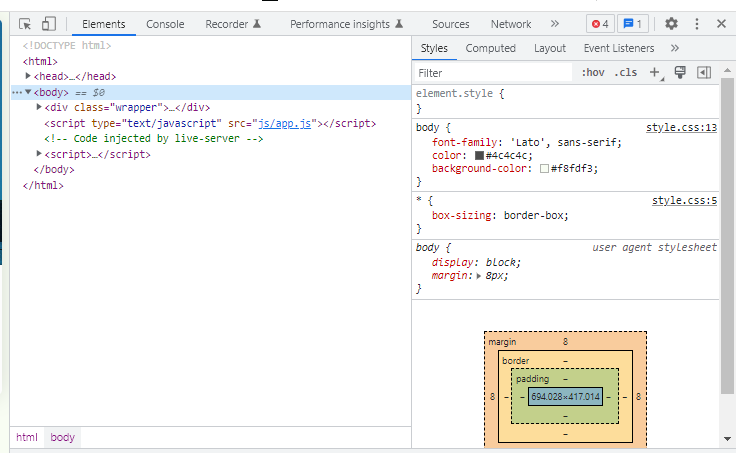 Elements Console Recorder Performance insights Sources Network » 4 1
<!DOCTYPE html>
<html>
▶<head>…</head>
···▼<body> == $0
▶<div class="wrapper">…</div>
<script type="text/javascript" src="js/app.js"></script>
<!-- Code injected by live-server -->
▶<script>…</script>
</body>
</html>
html body
Styles Computed Layout Event Listeners »
Filter :hov .cls +
element.style {
}
body { style.css:13
font-family: 'Lato', sans-serif;
color: #4c4c4c;
background-color: #f8fdf3;
}
* { style.css:5
box-sizing: border-box;
}
body { user agent stylesheet
display: block;
margin:▶ 8px;
}
margin 8
border –
padding –
8 – – 694.028×417.014 – – 8
–
–